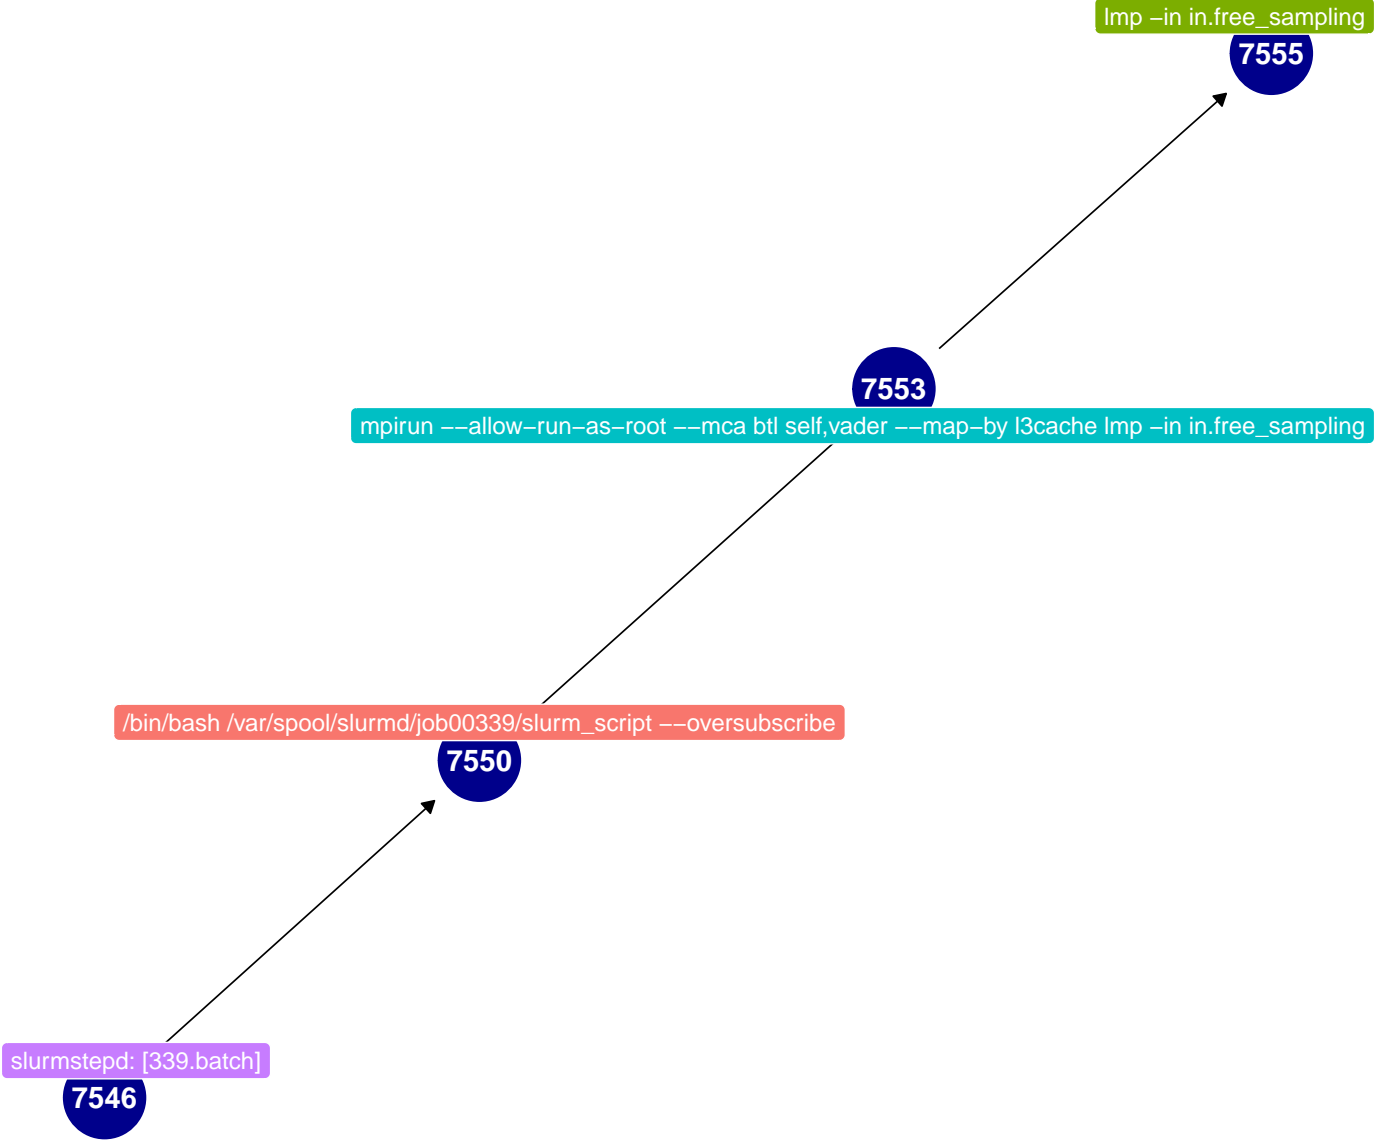 lmp −in in.free_sampling
7555
7553
mpirun −−allow−run−as−root −−mca btl self,vader −−map−by l3cache lmp −in in.free_sampling
/bin/bash /var/spool/slurmd/job00339/slurm_script −−oversubscribe
7550
slurmstepd: [339.batch]
7546